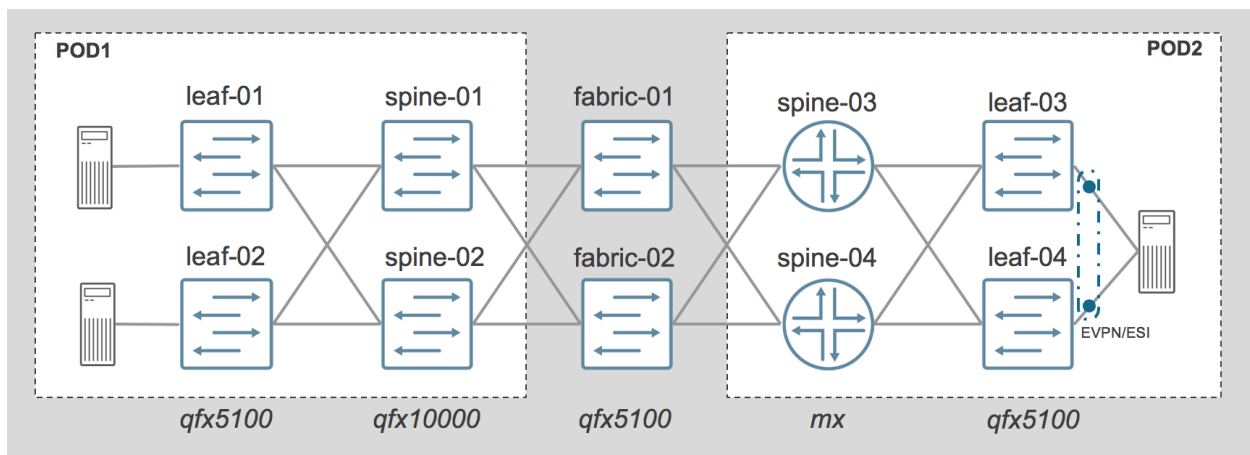 POD1
POD2
leaf-01
spine-01
fabric-01
spine-03
leaf-03
leaf-02
spine-02
fabric-02
spine-04
leaf-04
EVPN/ESI
qfx5100
qfx10000
qfx5100
mx
qfx5100